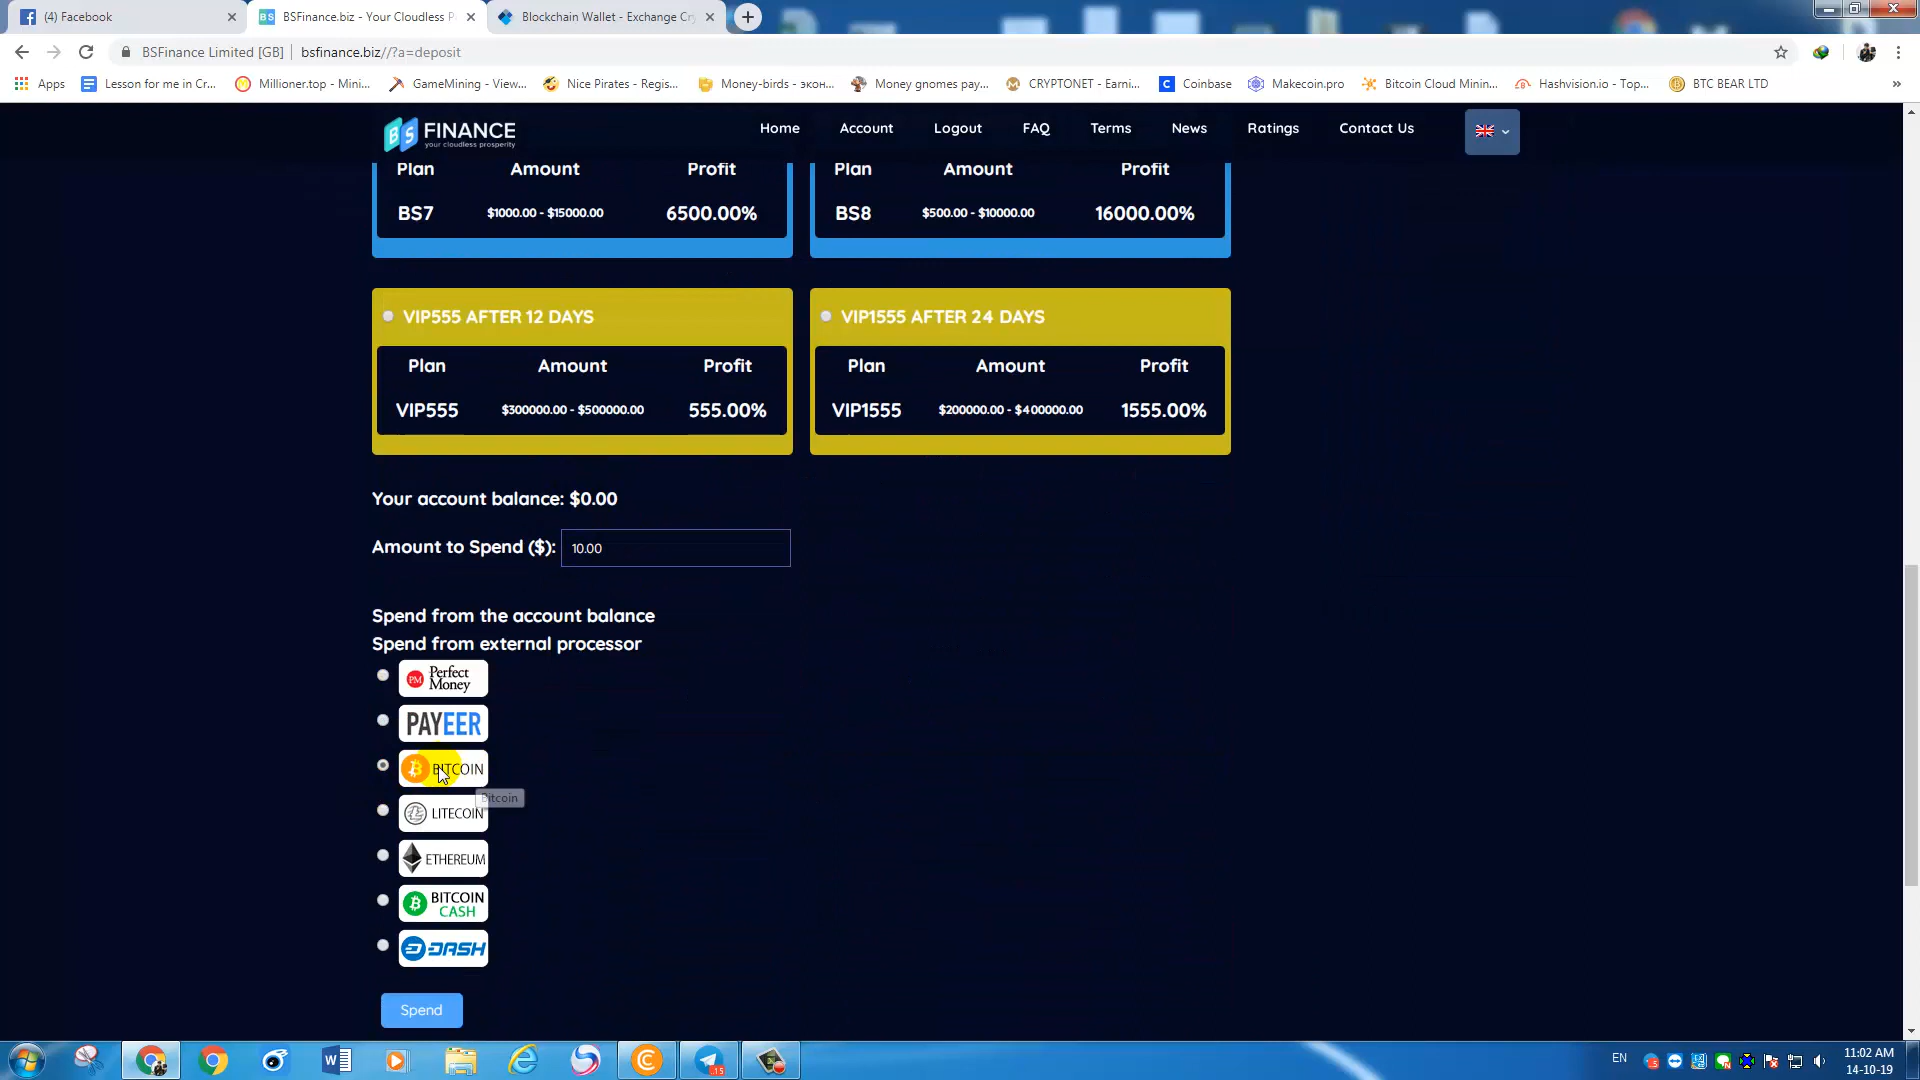 (4) Facebook
BSFinance.biz - Your Cloudless P
Blockchain Wallet - Exchange Cry
BSFinance Limited [GB]
bsfinance.biz//?a=deposit
Apps
Lesson for me in Cr...
Millioner.top - Mini...
GameMining - View...
Nice Pirates - Regis...
Money-birds - экон...
Money gnomes pay...
CRYPTONET - Earni...
Coinbase
Makecoin.pro
Bitcoin Cloud Minin...
Hashvision.io - Top...
BTC BEAR LTD
BS FINANCE
your cloudless prosperity
Home
Account
Logout
FAQ
Terms
News
Ratings
Contact Us
Plan Amount Profit
BS7 $1000.00 - $15000.00 6500.00%
Plan Amount Profit
BS8 $500.00 - $10000.00 16000.00%
VIP555 AFTER 12 DAYS
Plan Amount Profit
VIP555 $300000.00 - $500000.00 555.00%
VIP1555 AFTER 24 DAYS
Plan Amount Profit
VIP1555 $200000.00 - $400000.00 1555.00%
Your account balance: $0.00
Amount to Spend ($): 10.00
Spend from the account balance
Spend from external processor
PM Perfect
Money
PAYEER
BITCOIN
Bitcoin
LITECOIN
ETHEREUM
BITCOIN
CASH
DASH
Spend
EN
11:02 AM
14-10-19